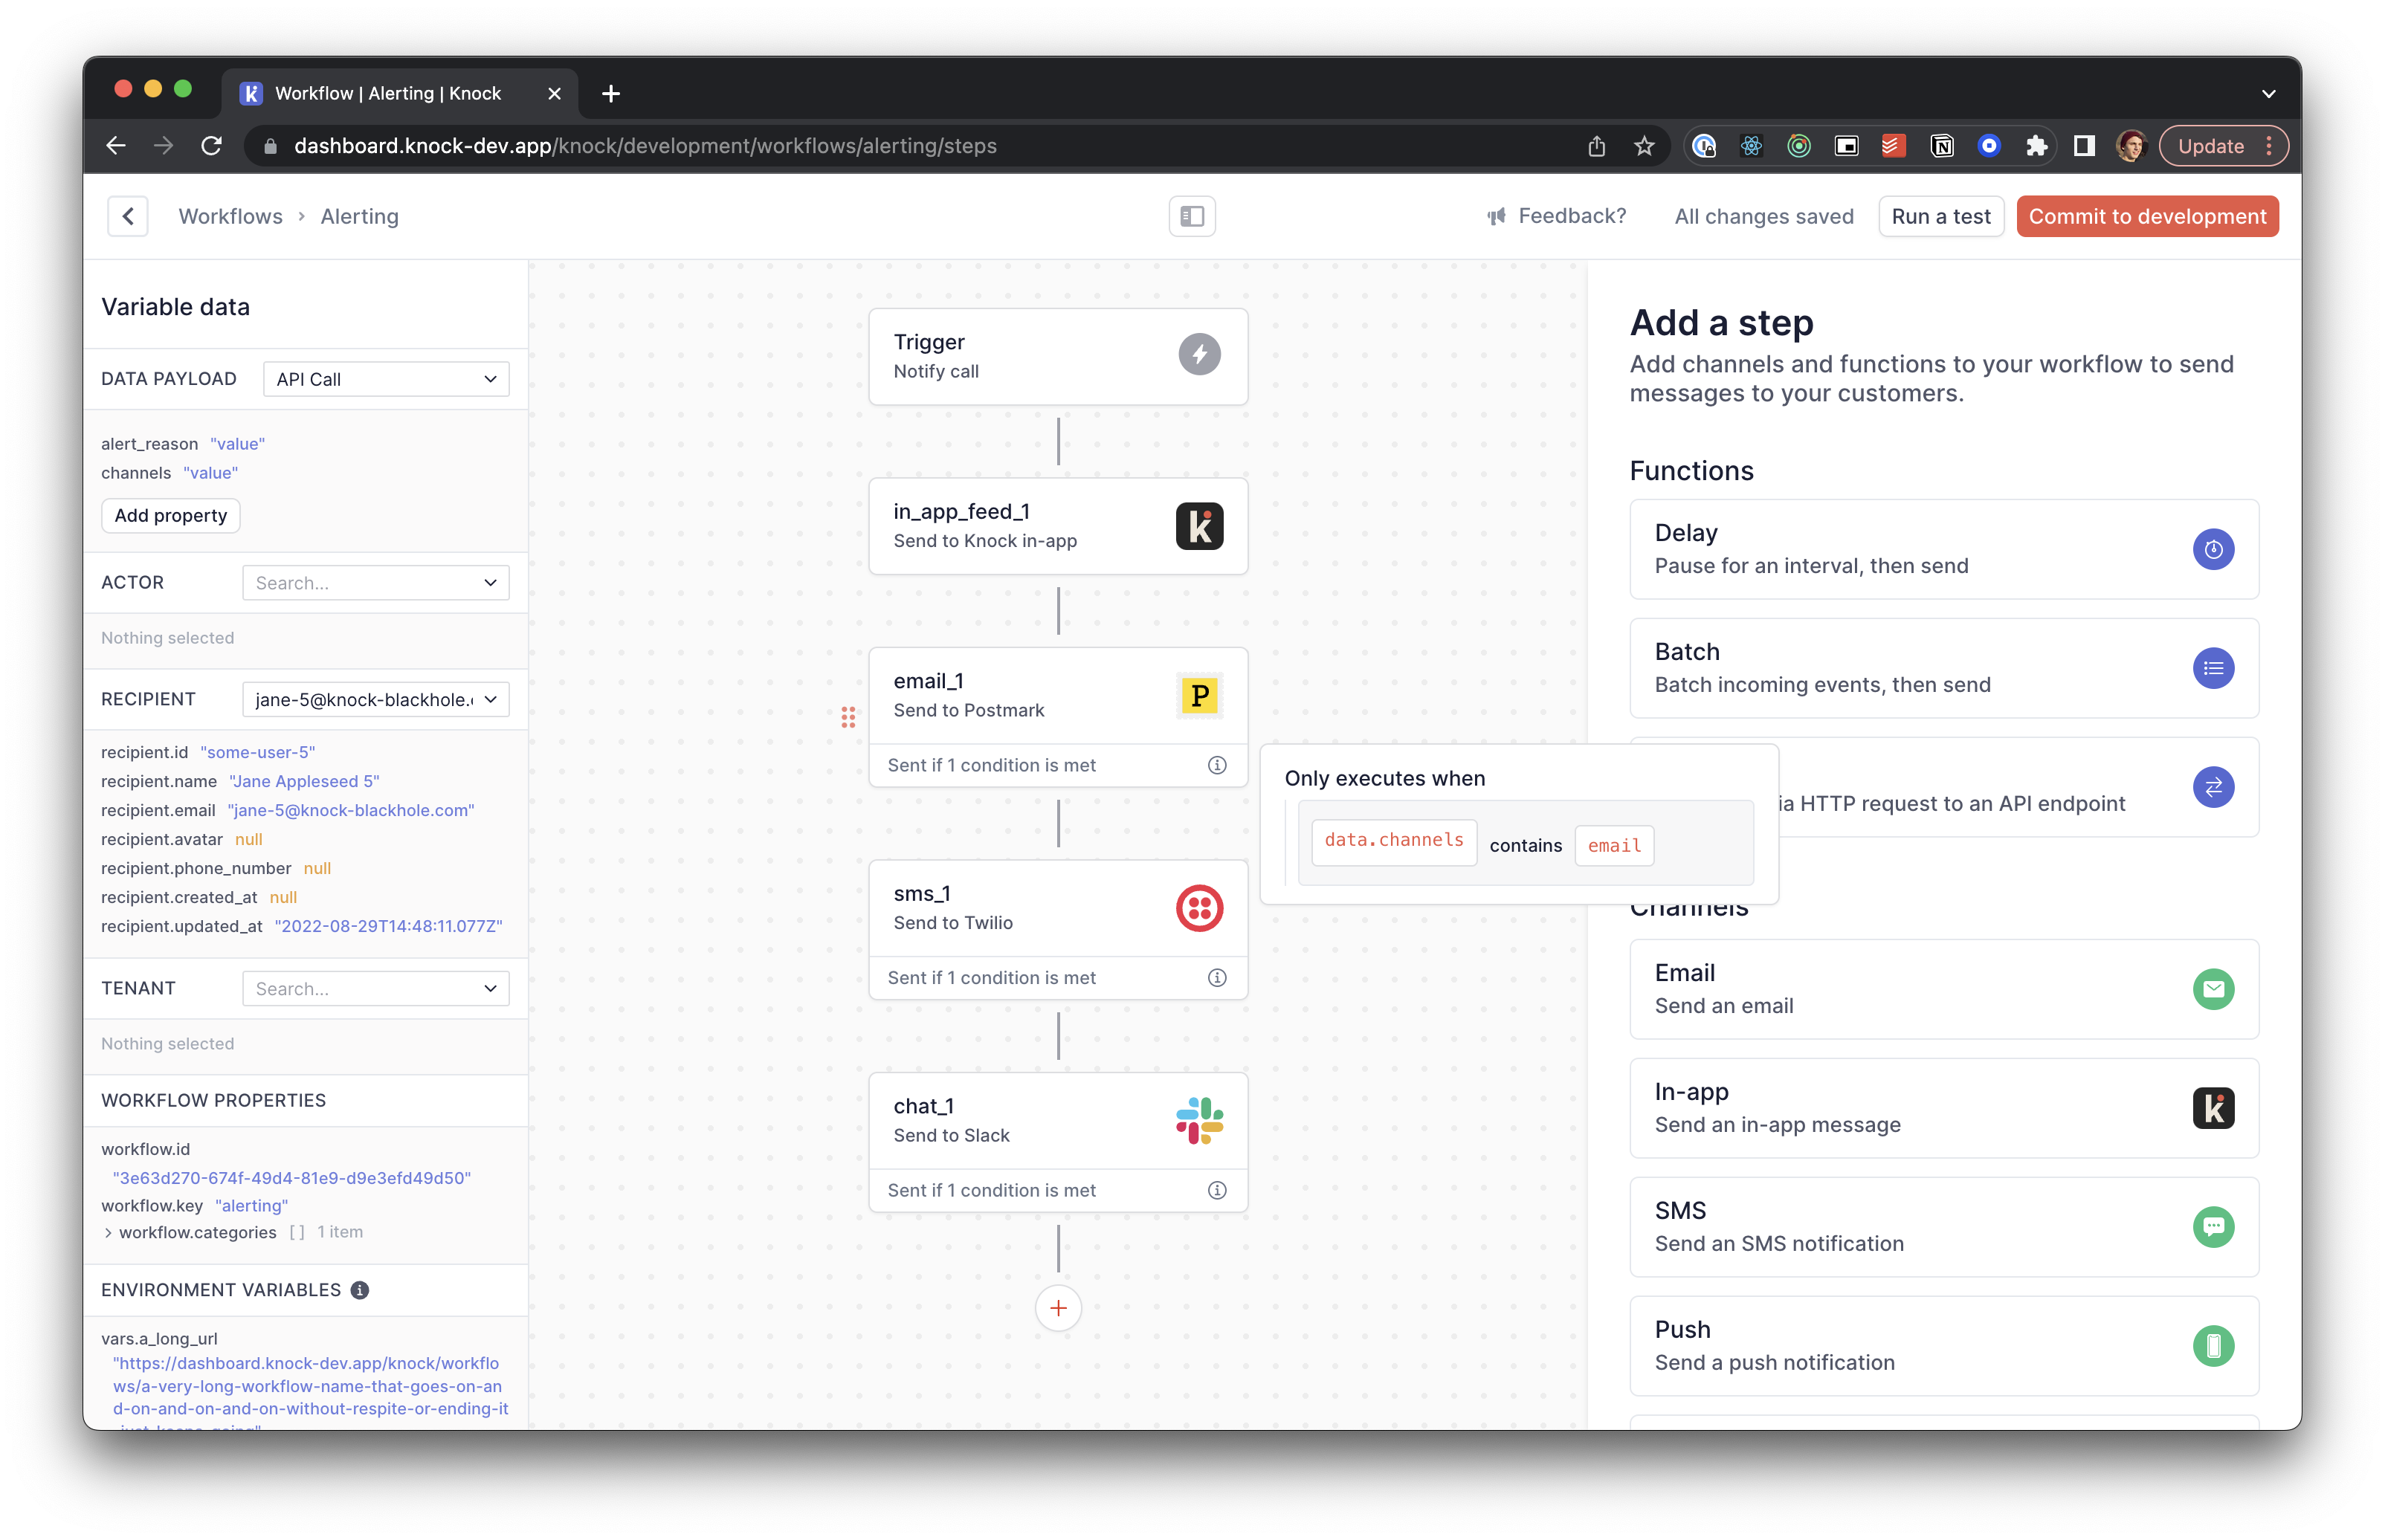 Workflow | Alerting | Knock
dashboard.knock-dev.app/knock/development/workflows/alerting/steps
Update
Workflows > Alerting
Feedback?
All changes saved
Run a test
Commit to development
Variable data
DATA PAYLOAD
API Call
alert_reason "value"
channels "value"
Add property
ACTOR
Search...
Nothing selected
RECIPIENT
jane-5@knock-blackhole.
recipient.id "some-user-5"
recipient.name "Jane Appleseed 5"
recipient.email "jane-5@knock-blackhole.com"
recipient.avatar null
recipient.phone_number null
recipient.created_at null
recipient.updated_at "2022-08-29T14:48:11.077Z"
TENANT
Search...
Nothing selected
WORKFLOW PROPERTIES
workflow.id
"3e63d270-674f-49d4-81e9-d9e3efd49d50"
workflow.key "alerting"
> workflow.categories [ ] 1 item
ENVIRONMENT VARIABLES
vars.a_long_url
"https://dashboard.knock-dev.app/knock/workflo
ws/a-very-long-workflow-name-that-goes-on-an
d-on-and-on-and-on-without-respite-or-ending-it
Trigger
Notify call
in_app_feed_1
Send to Knock in-app
email_1
Send to Postmark
P
Sent if 1 condition is met
sms_1
Send to Twilio
Sent if 1 condition is met
chat_1
Send to Slack
Sent if 1 condition is met
Only executes when
data.channels contains email
Add a step
Add channels and functions to your workflow to send
messages to your customers.
Functions
Delay
Pause for an interval, then send
Batch
Batch incoming events, then send
ia HTTP request to an API endpoint
Channels
Email
Send an email
In-app
Send an in-app message
SMS
Send an SMS notification
Push
Send a push notification